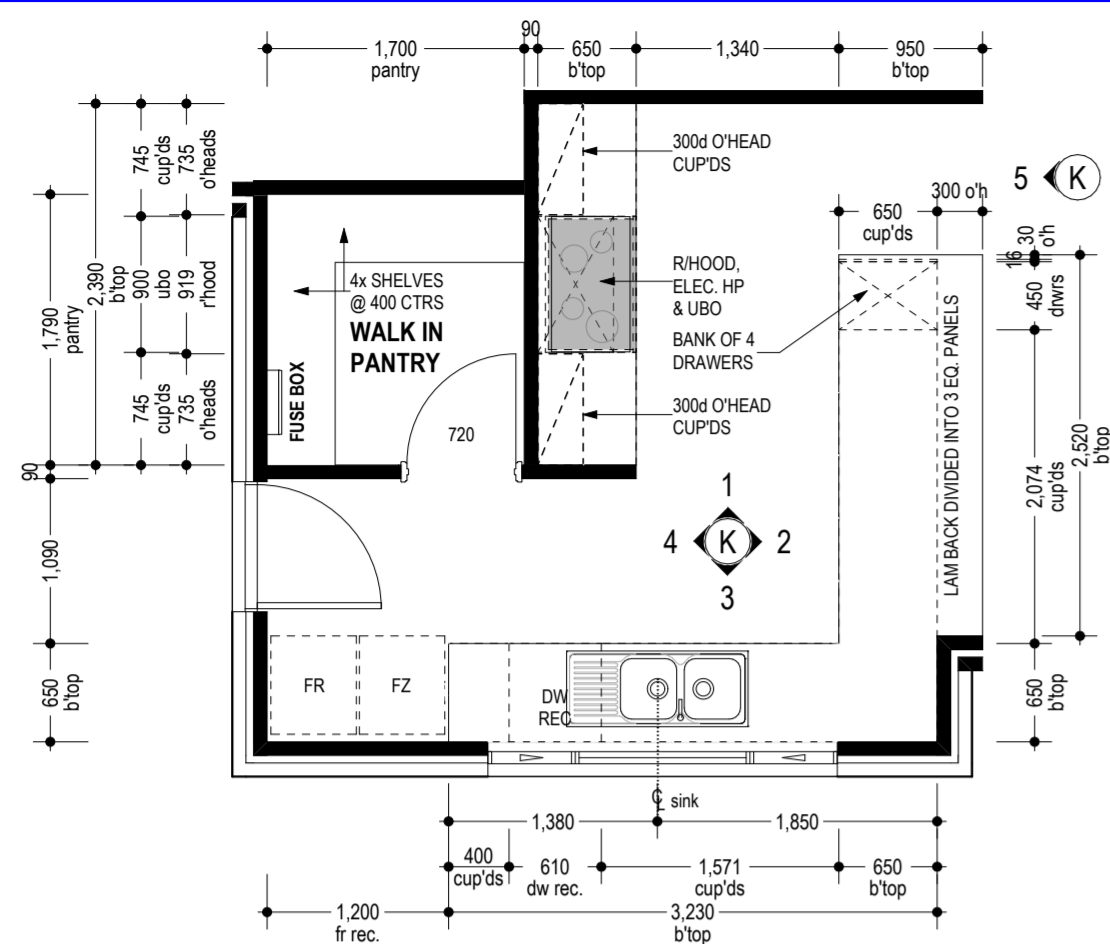 90
1,700
pantry
650
b'top
1,340
950
b'top
745
cup'ds
735
o'heads
2,390
b'top
900
ubo
919
r'hood
1,790
pantry
745
cup'ds
735
o'heads
90
1,090
650
b'top
300d O'HEAD
CUP'DS
4x SHELVES
@ 400 CTRS
WALK IN
PANTRY
FUSE BOX
720
R/HOOD,
ELEC. HP
& UBO
BANK OF 4
DRAWERS
300d O'HEAD
CUP'DS
5 K
300 o'h
650
cup'ds
16
30
o'h
450
drwrs
LAM BACK DIVIDED INTO 3 EQ. PANELS
2,520
b'top
2,074
cup'ds
650
b'top
1
4 K 2
3
FR
FZ
DW
REC
℄ sink
1,380
1,850
400
cup'ds
610
dw rec.
1,571
cup'ds
650
b'top
1,200
fr rec.
3,230
b'top